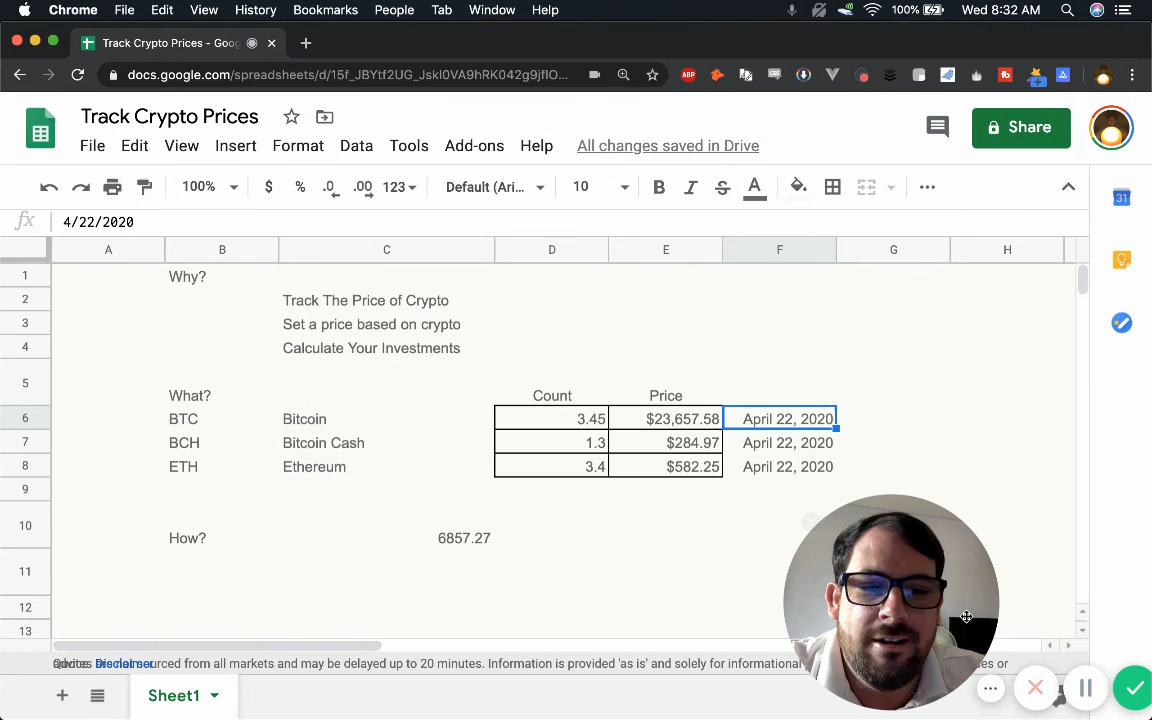 Chrome File Edit View History Bookmarks People Tab Window Help 100% Wed 8:32 AM
Track Crypto Prices - Goog
docs.google.com/spreadsheets/d/15f_JBYtf2UG_JskI0VA9hRK042g9jfIO...
ABP
Track Crypto Prices
Share
File Edit View Insert Format Data Tools Add-ons Help All changes saved in Drive
100% $ % .0 .00 123 Default (Ari... 10 B I S A
fx 4/22/2020
31
A B C D E F G H
1 Why?
2 Track The Price of Crypto
3 Set a price based on crypto
4 Calculate Your Investments
5 What? Count Price
6 BTC Bitcoin 3.45 $23,657.58 April 22, 2020
7 BCH Bitcoin Cash 1.3 $284.97 April 22, 2020
8 ETH Ethereum 3.4 $582.25 April 22, 2020
9
10 How? 6857.27
11
12
13
sourced from all markets and may be delayed up to 20 minutes. Information is provided 'as is' and solely for informational
Sheet1